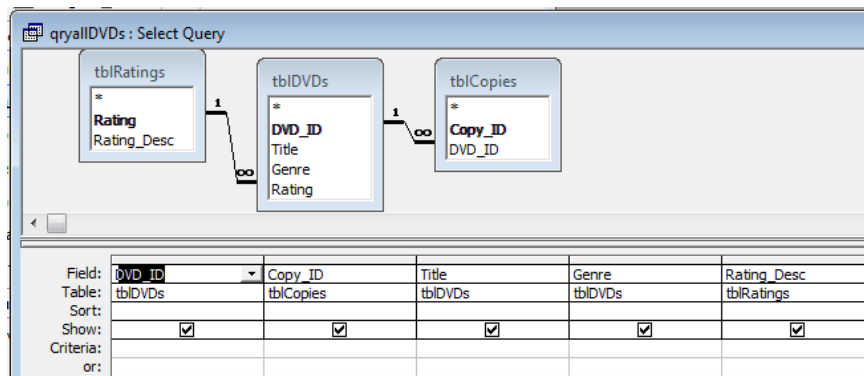 qryallDVDs : Select Query
tblRatings
*
Rating
Rating_Desc
1
∞
tblDVDs
*
DVD_ID
Title
Genre
Rating
1
∞
tblCopies
*
Copy_ID
DVD_ID
Field: DVD_ID Copy_ID Title Genre Rating_Desc
Table: tblDVDs tblCopies tblDVDs tblDVDs tblRatings
Sort:
Show:
Criteria:
or: